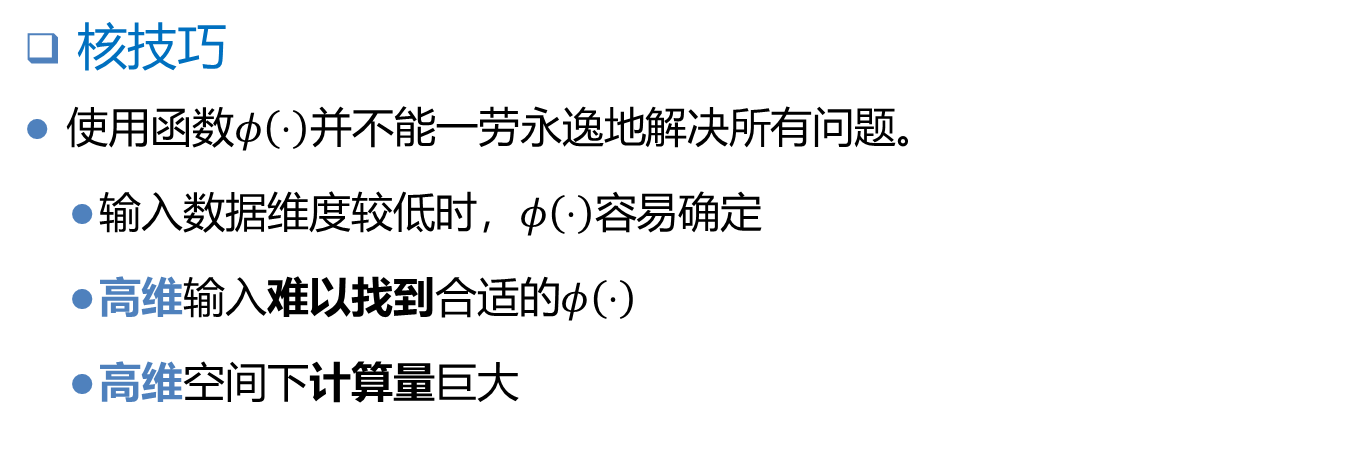 核技巧
使用函数𝜙(·)并不能一劳永逸地解决所有问题。
输入数据维度较低时，𝜙(·)容易确定
高维输入难以找到合适的𝜙(·)
高维空间下计算量巨大